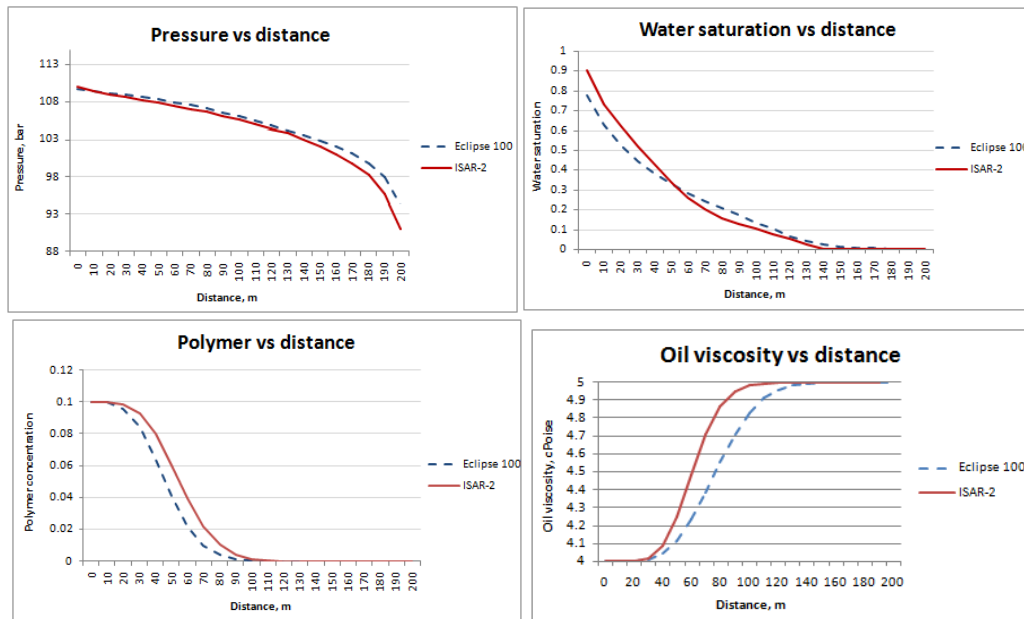 Pressure vs distance
113
108
103
98
93
88
Pressure, bar
0 10 20 30 40 50 60 70 80 90 100 110 120 130 140 150 160 170 180 190 200
Distance, m
Eclipse 100
ISAR-2
Water saturation vs distance
1
0.9
0.8
0.7
0.6
0.5
0.4
0.3
0.2
0.1
0
Water saturation
0 10 20 30 40 50 60 70 80 90 100 110 120 130 140 150 160 170 180 190 200
Distance, m
Eclipse 100
ISAR-2
Polymer vs distance
0.12
0.1
0.08
0.06
0.04
0.02
0
Polymer concentration
0 10 20 30 40 50 60 70 80 90 100 110 120 130 140 150 160 170 180 190 200
Distance, m
Eclipse 100
ISAR-2
Oil viscosity vs distance
5
4.9
4.8
4.7
4.6
4.5
4.4
4.3
4.2
4.1
4
Oil viscosity, cPoise
0 20 40 60 80 100 120 140 160 180 200
Distance, m
Eclipse 100
ISAR-2